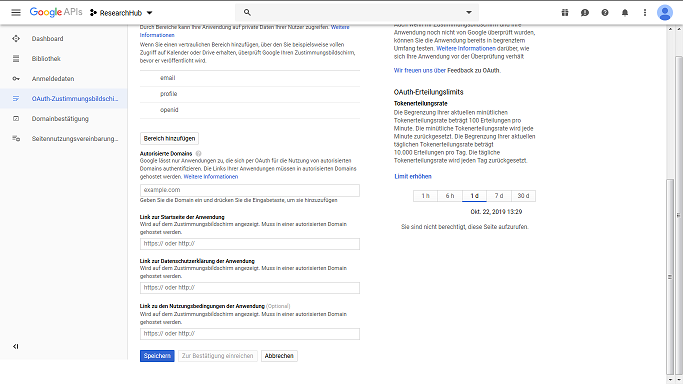 Google APIs
ResearchHub
Dashboard
Bibliothek
Anmeldedaten
OAuth-Zustimmungsbildschi...
Domainbestätigung
Seitennutzungsvereinbarung...
Durch Bereiche kann Ihre Anwendung auf private Daten Ihrer Nutzer zugreifen. Weitere
Informationen
Wenn Sie einen vertraulichen Bereich hinzufügen, über den Sie beispielsweise vollen
Zugriff auf Kalender oder Drive erhalten, überprüft Google Ihren Zustimmungsbildschirm,
bevor er veröffentlicht wird.
email
profile
openid
Bereich hinzufügen
Autorisierte Domains
Google lässt nur Anwendungen zu, die sich per OAuth für die Nutzung von autorisierten
Domains authentifizieren. Die Links Ihrer Anwendungen müssen in autorisierten Domains
gehostet werden. Weitere Informationen
example.com
Geben Sie die Domain ein und drücken Sie die Eingabetaste, um sie hinzuzufügen
Link zur Startseite der Anwendung
Wird auf dem Zustimmungsbildschirm angezeigt. Muss in einer autorisierten Domain
gehostet werden.
https:// oder http://
Link zur Datenschutzerklärung der Anwendung
Wird auf dem Zustimmungsbildschirm angezeigt. Muss in einer autorisierten Domain
gehostet werden.
https:// oder http://
Link zu den Nutzungsbedingungen der Anwendung (Optional)
Wird auf dem Zustimmungsbildschirm angezeigt. Muss in einer autorisierten Domain
gehostet werden.
https:// oder http://
Speichern
Zur Bestätigung einreichen
Abbrechen
Anwendung noch nicht von Google überprüft wurden,
können Sie die Anwendung bereits in begrenztem
Umfang testen. Weitere Informationen darüber, wie
sich Ihre Anwendung vor der Überprüfung verhält
Wir freuen uns über Feedback zu OAuth.
OAuth-Erteilungslimits
Tokenerteilungsrate
Die Begrenzung Ihrer aktuellen minütlichen
Tokenerteilungsrate beträgt 100 Erteilungen pro
Minute. Die minütliche Tokenerteilungsrate wird jede
Minute zurückgesetzt. Die Begrenzung Ihrer aktuellen
täglichen Tokenerteilungsrate beträgt
10.000 Erteilungen pro Tag. Die tägliche
Tokenerteilungsrate wird jeden Tag zurückgesetzt.
Limit erhöhen
1 h
6 h
1 d
7 d
30 d
Okt. 22, 2019 13:29
Sie sind nicht berechtigt, diese Seite aufzurufen.